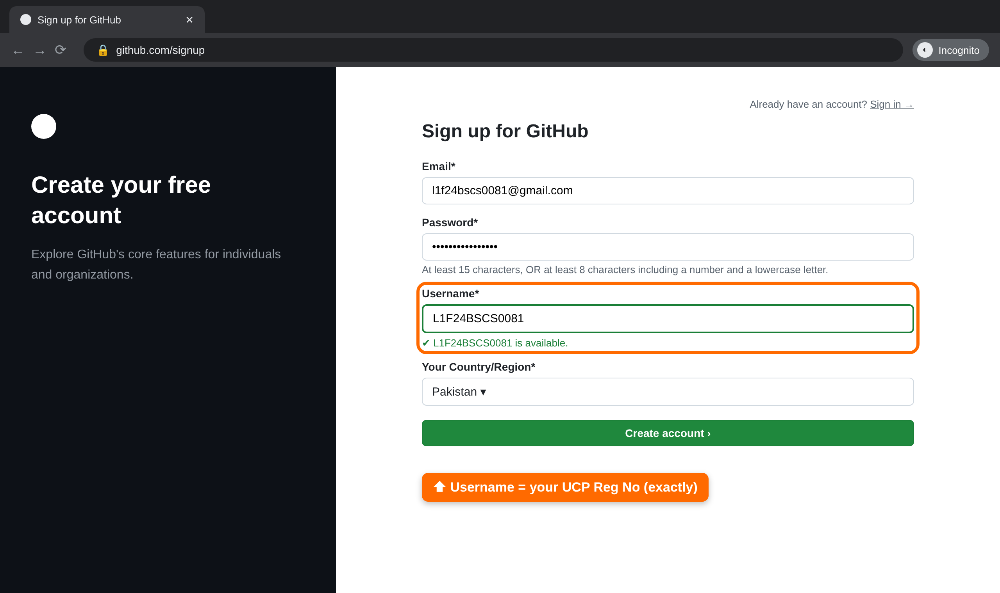 Sign up for GitHub ✕
← → ⟳ 🔒 github.com/signup Incognito
Create your free
account
Explore GitHub's core features for individuals
and organizations.
Already have an account? Sign in →
Sign up for GitHub
Email*
l1f24bscs0081@gmail.com
Password*
••••••••••••••••
At least 15 characters, OR at least 8 characters including a number and a lowercase letter.
Username*
L1F24BSCS0081
✔ L1F24BSCS0081 is available.
Your Country/Region*
Pakistan ▾
Create account ›
🡅 Username = your UCP Reg No (exactly)